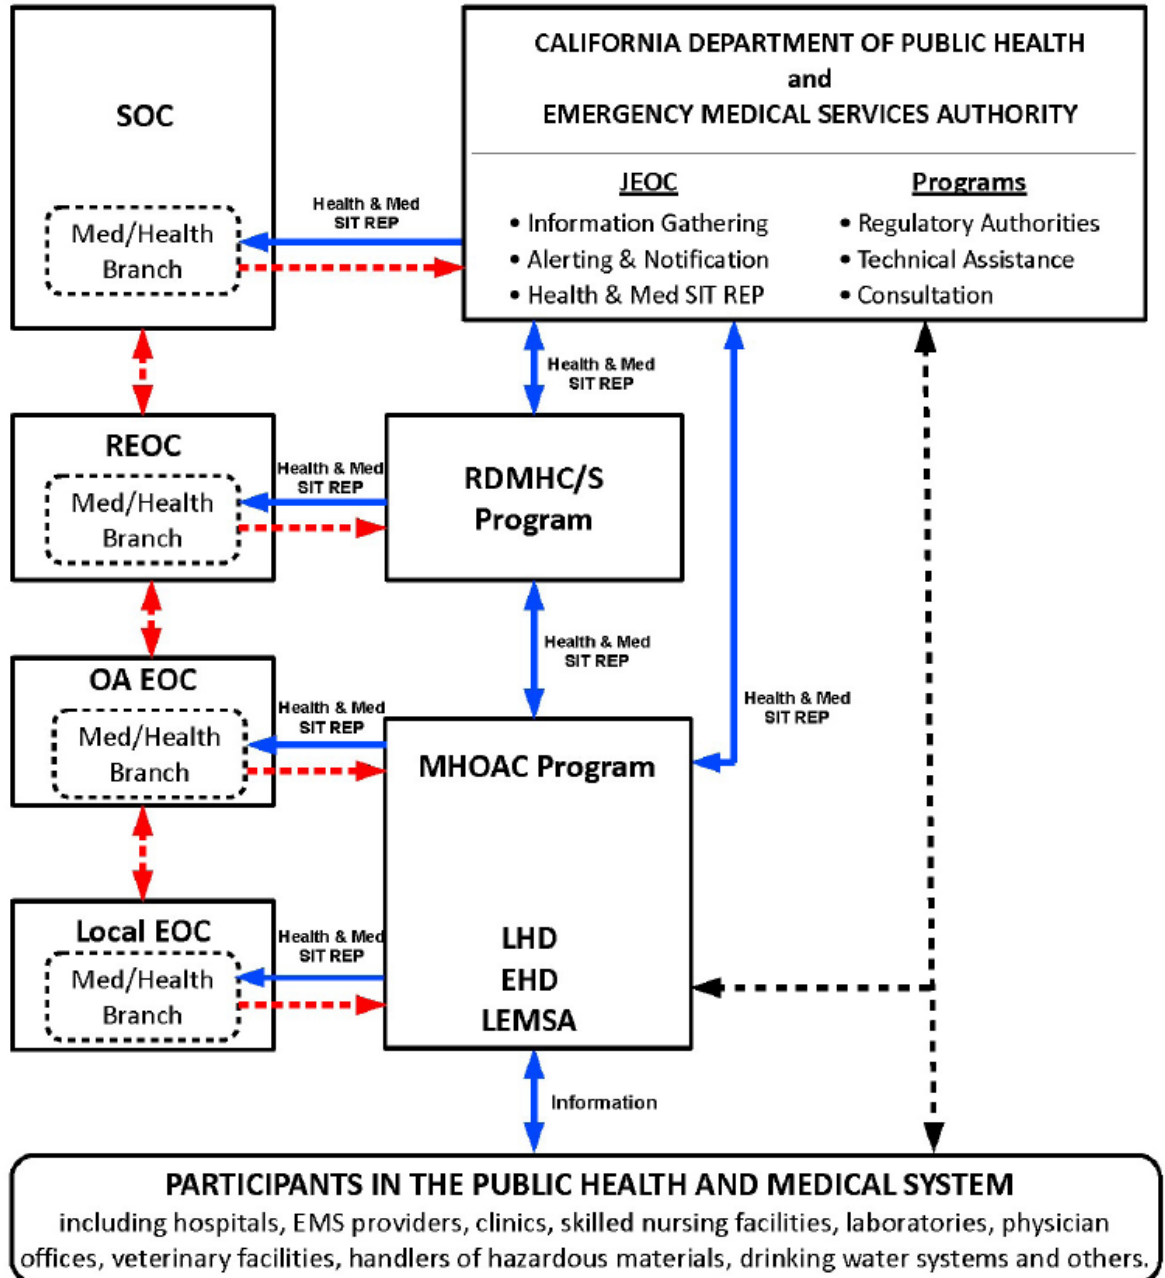 SOC
Med/Health
Branch
Health & Med
SIT REP
CALIFORNIA DEPARTMENT OF PUBLIC HEALTH
and
EMERGENCY MEDICAL SERVICES AUTHORITY
JEOC
• Information Gathering
• Alerting & Notification
• Health & Med SIT REP
Programs
• Regulatory Authorities
• Technical Assistance
• Consultation
Health & Med
SIT REP
REOC
Med/Health
Branch
Health & Med
SIT REP
RDMHC/S
Program
Health & Med
SIT REP
Health & Med
SIT REP
OA EOC
Med/Health
Branch
Health & Med
SIT REP
MHOAC Program
LHD
EHD
LEMSA
Local EOC
Med/Health
Branch
Health & Med
SIT REP
Information
PARTICIPANTS IN THE PUBLIC HEALTH AND MEDICAL SYSTEM
including hospitals, EMS providers, clinics, skilled nursing facilities, laboratories, physician
offices, veterinary facilities, handlers of hazardous materials, drinking water systems and others.